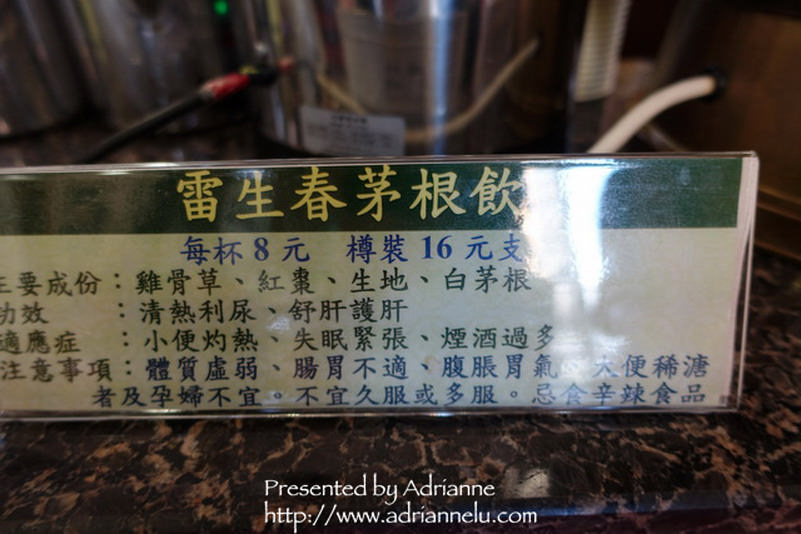 雷生春茅根飲
每杯8元 樽裝16元支
主要成份：雞骨草、紅棗、生地、白茅根
功效：清熱利尿、舒肝護肝
適應症：小便灼熱、失眠緊張、煙酒過多
注意事項：體質虛弱、腸胃不適、腹脹胃氣、大便稀溏
者及孕婦不宜。不宜久服或多服。忌食辛辣食品
Presented by Adrianne
http://www.adriannelu.com